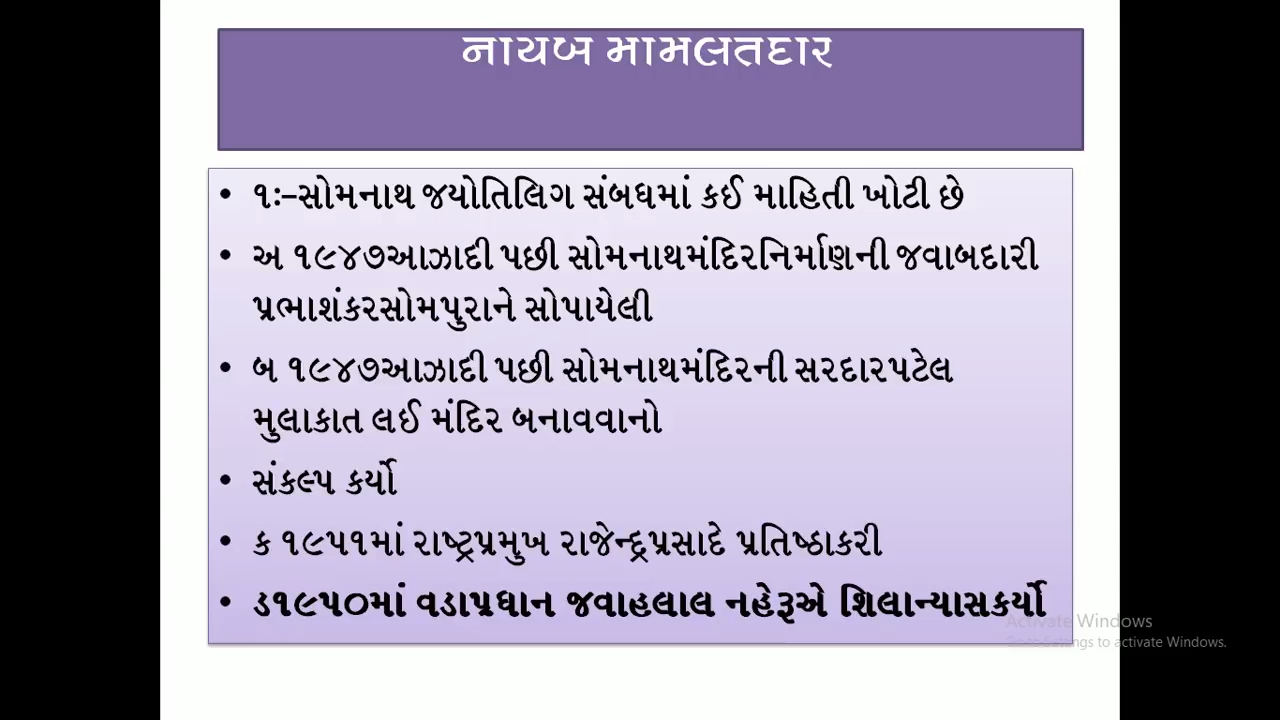 નાયબ મામલતદાર
• ૧ઃ–સોમનાથ જયોતિલિગ સંબઘમાં કઈ માહિતી ખોટી છે
• અ ૧૯૪૭આઝાદી પછી સોમનાથમંદિરનિર્માણની જવાબદારી
પ્રભાશંકરસોમપુરાને સોપાયેલી
• બ ૧૯૪૭આઝાદી પછી સોમનાથમંદિરની સરદારપટેલ
મુલાકાત લઈ મંદિર બનાવવાનો
• સંકલ્પ કર્યો
• ક ૧૯૫૧માં રાષ્ટ્રપ્રમુખ રાજેન્દ્રપ્રસાદે પ્રતિષ્ઠાકરી
• ડ૧૯૫૦માં વડાપ્રધાન જવાહલાલ નહેરૂએ શિલાન્યાસકર્યો
Activate Windows
Go to Settings to activate Windows.